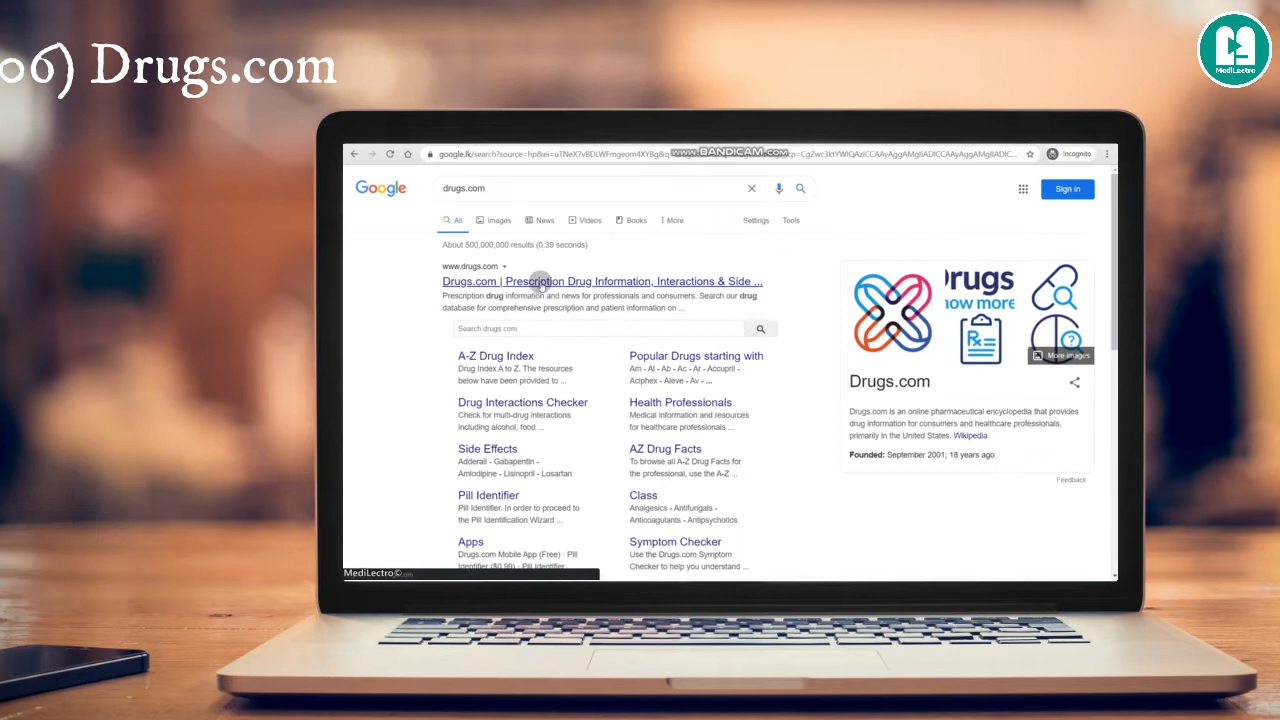 06) Drugs.com
MediLectro
WWW.BANDICAM.COM
Incognito
Google
drugs.com
Sign in
All
Images
News
Videos
Books
More
Settings
Tools
About 500,000,000 results (0.39 seconds)
www.drugs.com
Drugs.com | Prescription Drug Information, Interactions & Side ...
Prescription drug information and news for professionals and consumers. Search our drug
database for comprehensive prescription and patient information on ...
Search drugs.com
A-Z Drug Index
Drug Index A to Z. The resources
below have been provided to ...
Popular Drugs starting with
Am - Al - Ab - Ac - Ar - Accupril -
Aciphex - Aleve - Av - ...
Drug Interactions Checker
Check for multi-drug interactions
including alcohol, food ...
Health Professionals
Medical information and resources
for healthcare professionals ...
Side Effects
Adderall - Gabapentin -
Amlodipine - Lisinopril - Losartan
AZ Drug Facts
To browse all A-Z Drug Facts for
the professional, use the A-Z ...
Pill Identifier
Pill Identifier. In order to proceed to
the Pill Identification Wizard ...
Class
Analgesics - Antifungals -
Anticoagulants - Antipsychotics
Apps
Drugs.com Mobile App (Free) · Pill
Identifier ($0.99) · Pill Identifier
Symptom Checker
Use the Drugs.com Symptom
Checker to help you understand ...
Drugs
now more
Rx
More images
Drugs.com
Drugs.com is an online pharmaceutical encyclopedia that provides
drug information for consumers and healthcare professionals,
primarily in the United States. Wikipedia
Founded: September 2001; 18 years ago
Feedback
MediLectro©.com